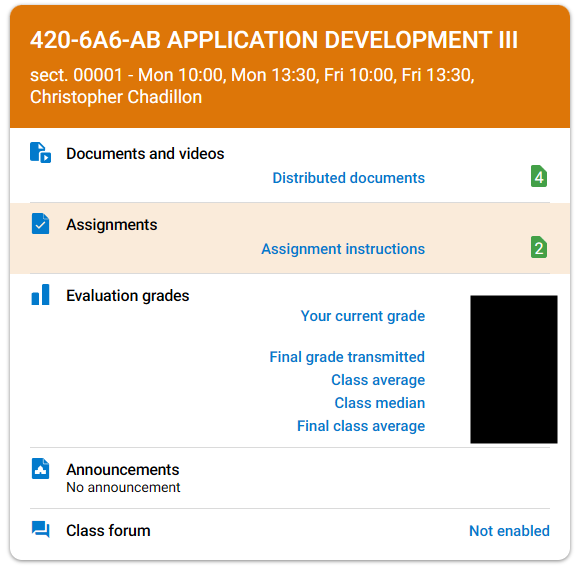 420-6A6-AB APPLICATION DEVELOPMENT III
sect. 00001 - Mon 10:00, Mon 13:30, Fri 10:00, Fri 13:30,
Christopher Chadillon
Documents and videos
Distributed documents 4
Assignments
Assignment instructions 2
Evaluation grades
Your current grade
Final grade transmitted
Class average
Class median
Final class average
Announcements
No announcement
Class forum Not enabled